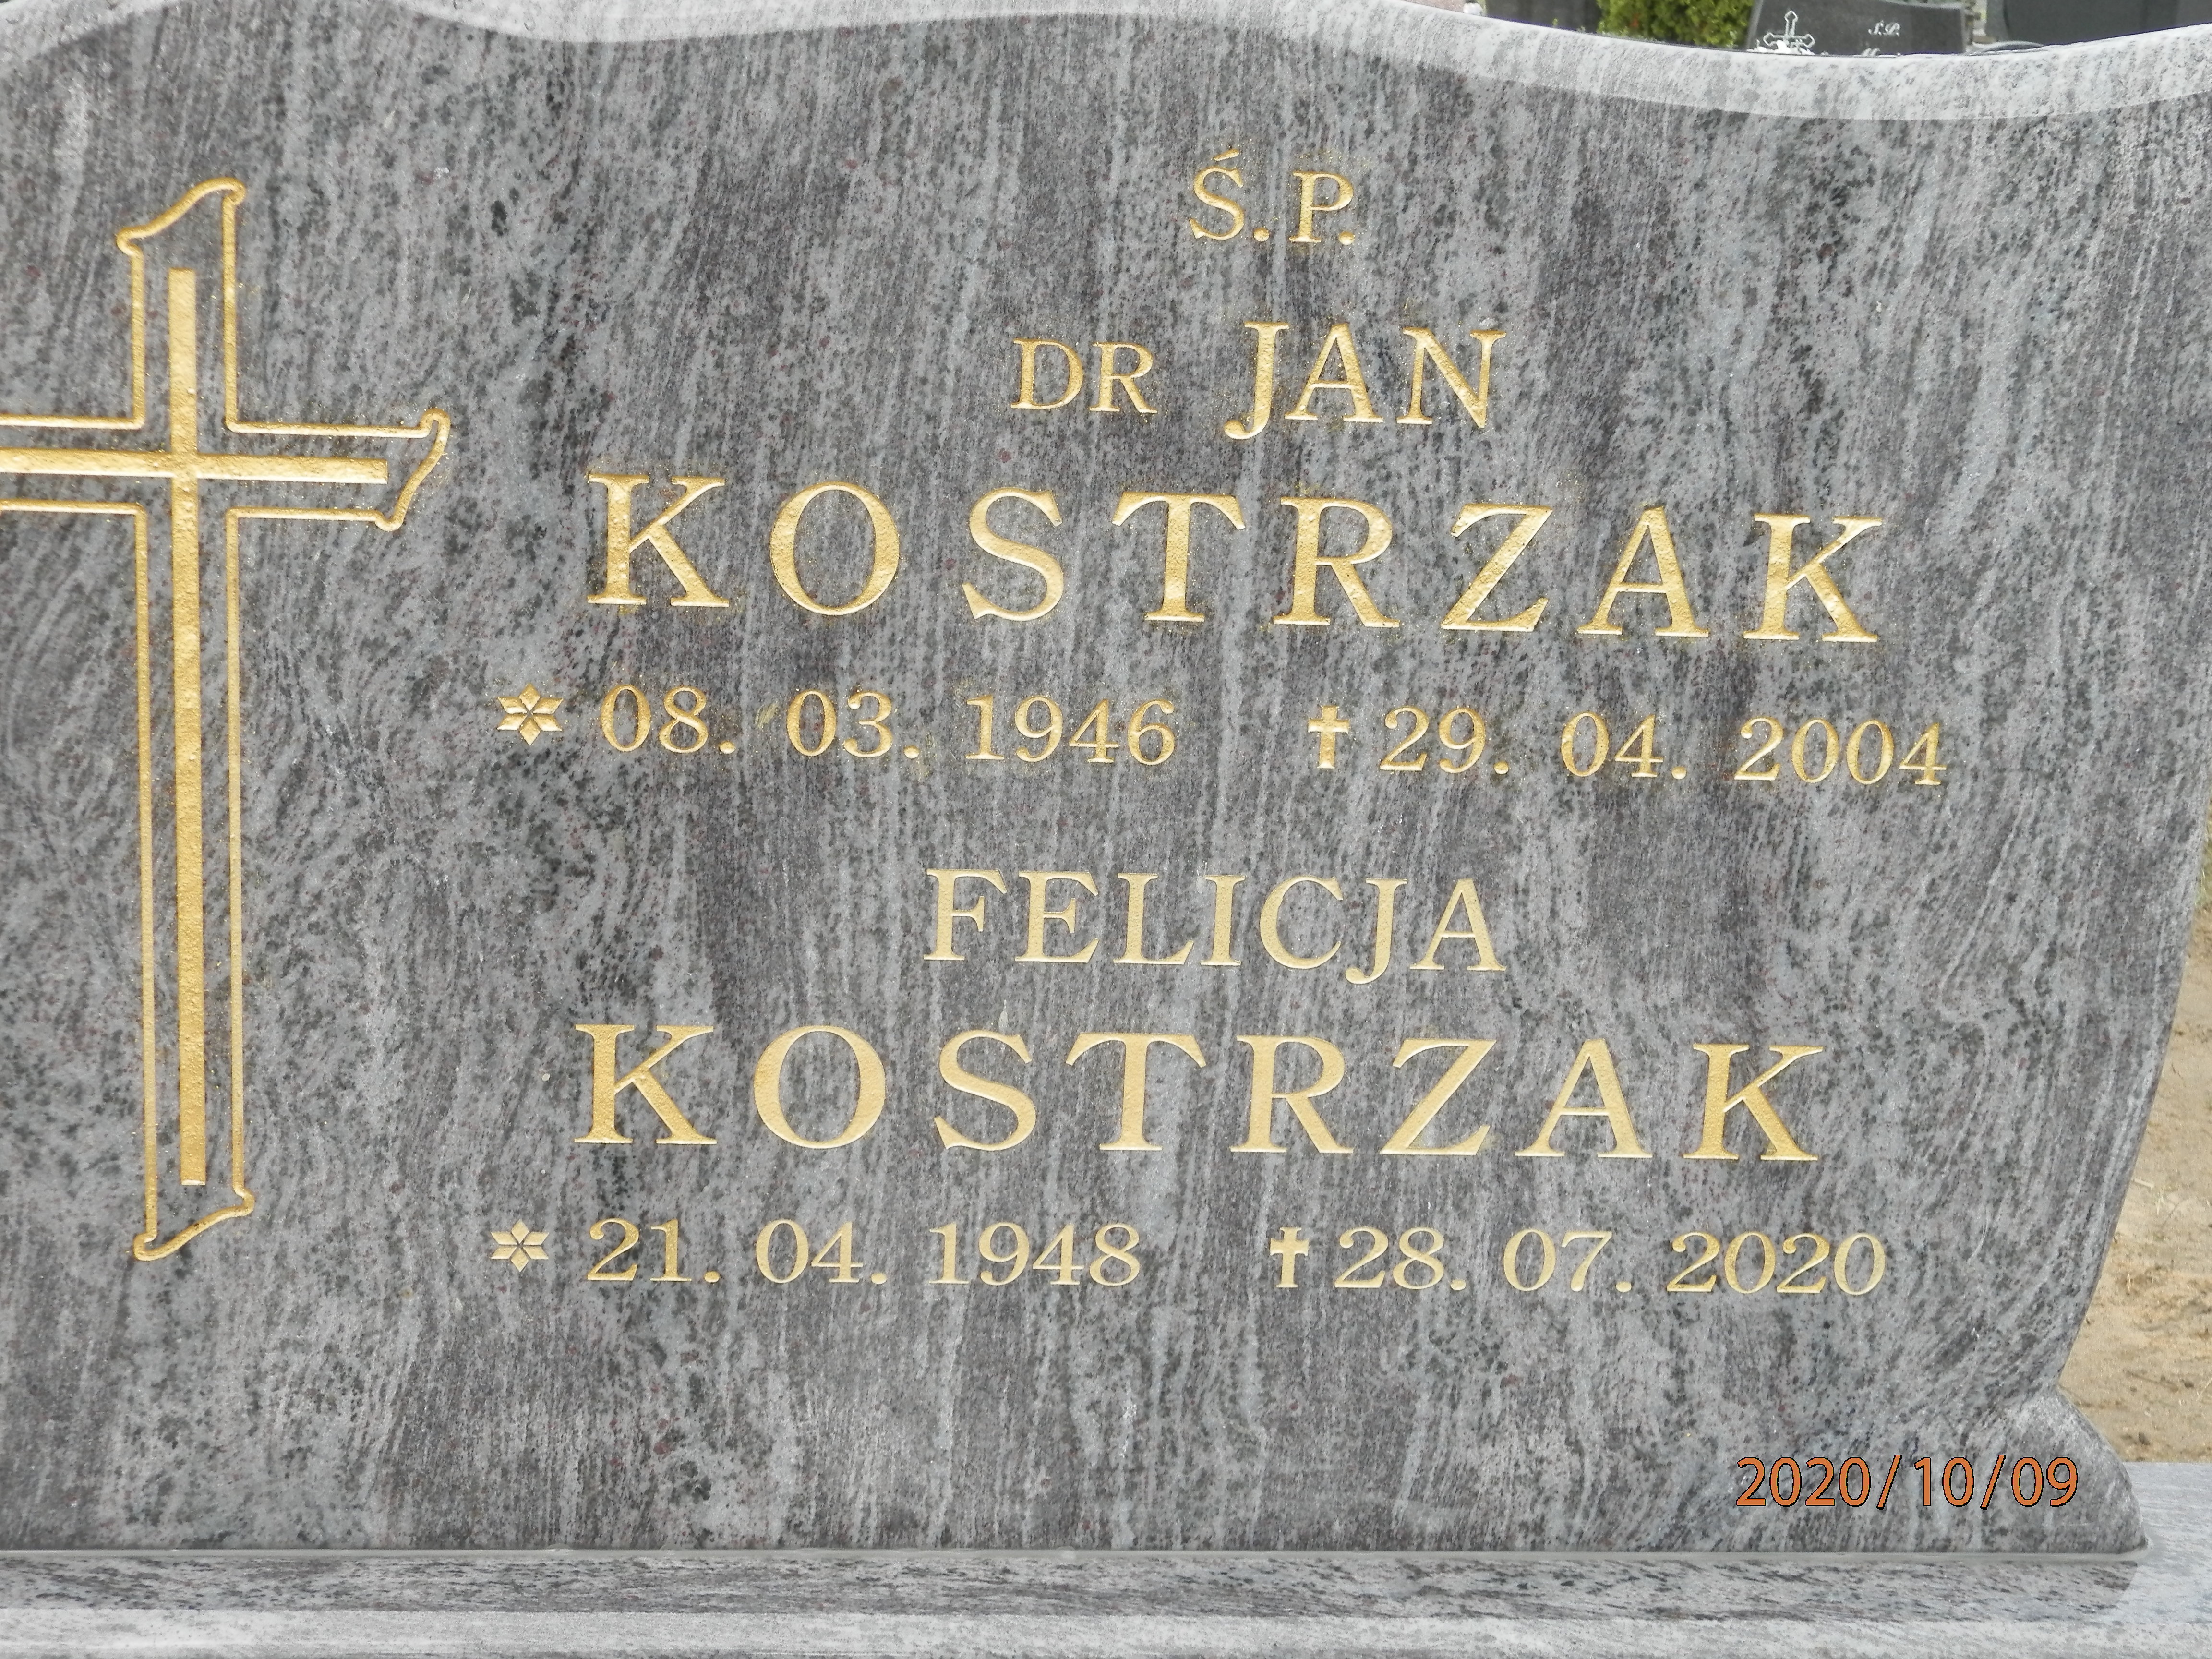 Ś.P.
DR JAN
KOSTRZAK
* 08. 03. 1946 † 29. 04. 2004
FELICJA
KOSTRZAK
* 21. 04. 1948 † 28. 07. 2020
2020/10/09
Ś.P.